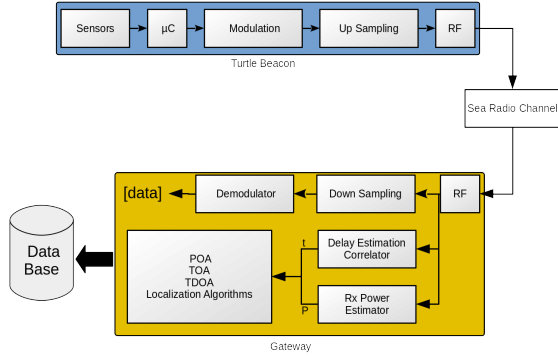 Sensors
µC
Modulation
Up Sampling
RF
Turtle Beacon
Sea Radio Channel
[data]
Demodulator
Down Sampling
RF
Data
Base
POA
TOA
TDOA
Localization Algorithms
t
Delay Estimation
Correlator
P
Rx Power
Estimator
Gateway